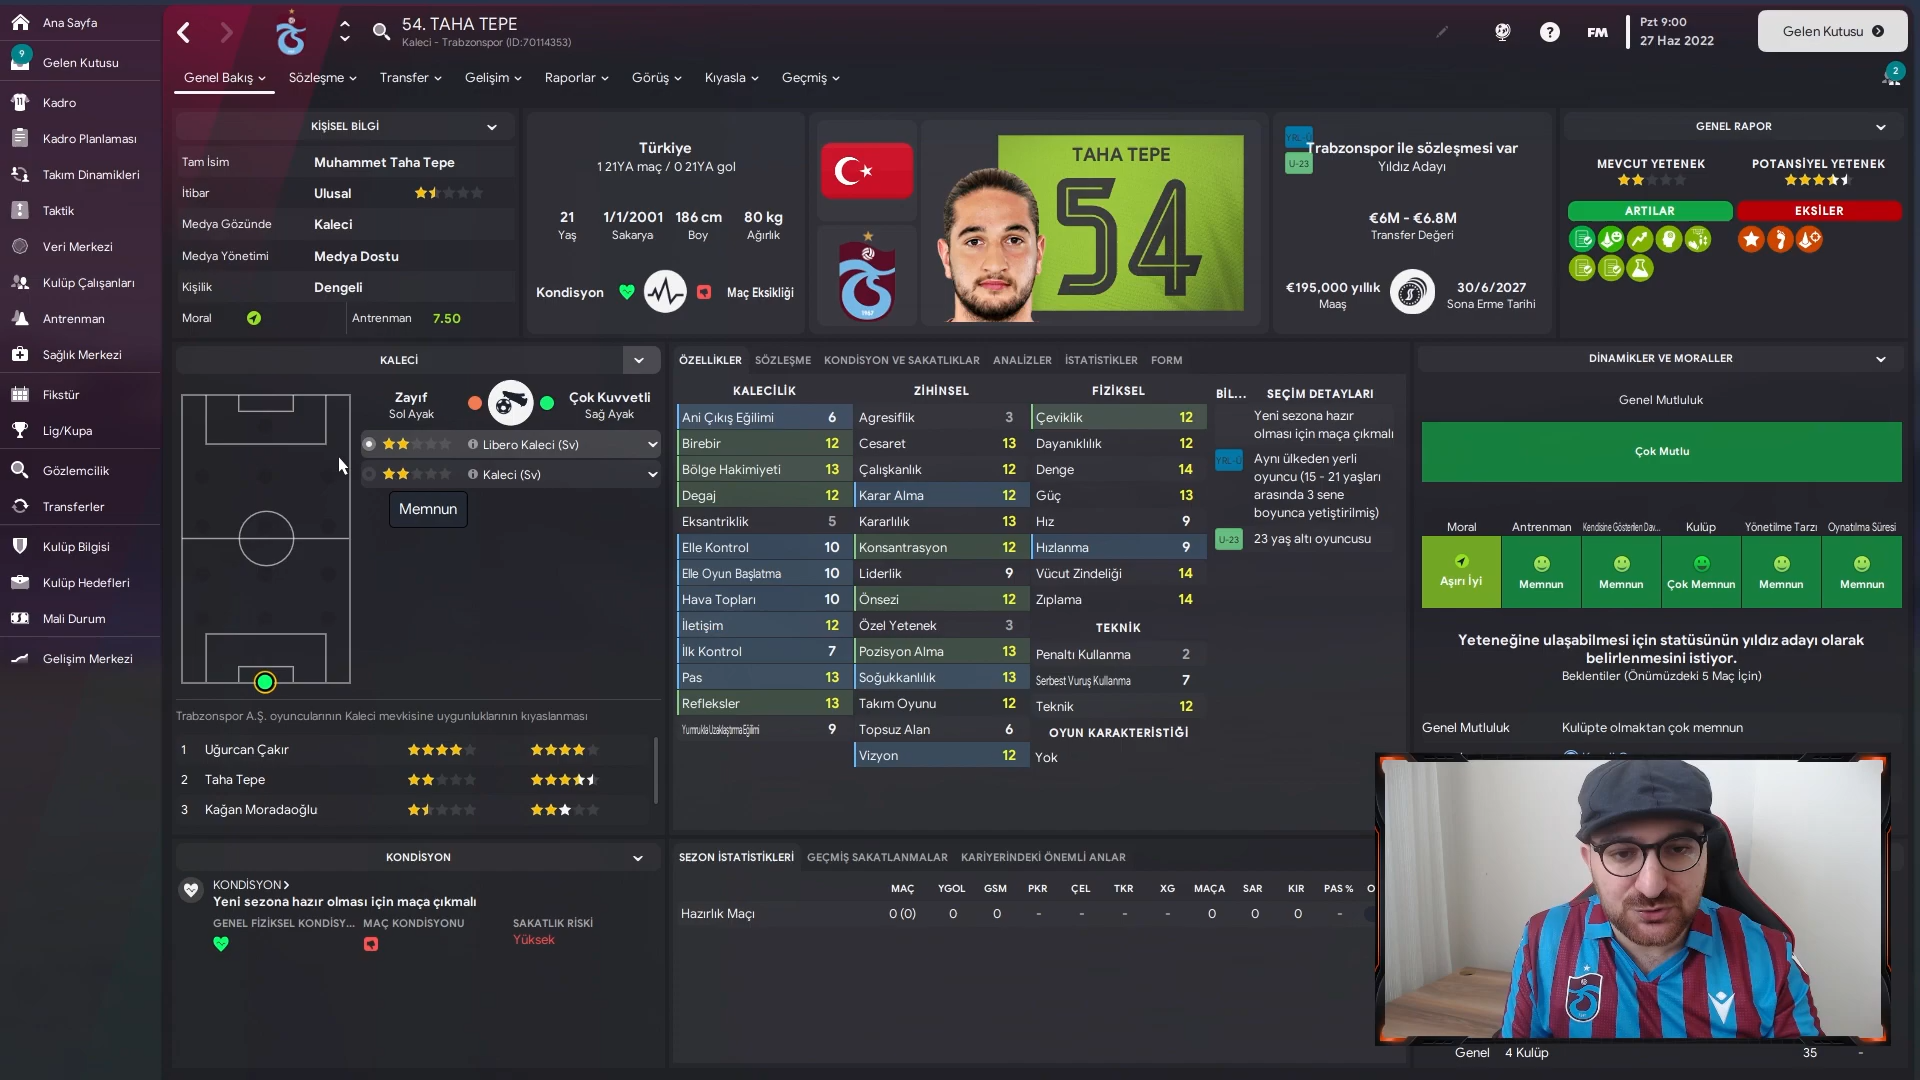 Ana Sayfa
9
Gelen Kutusu
Kadro
Kadro Planlaması
Takım Dinamikleri
Taktik
Veri Merkezi
Kulüp Çalışanları
Antrenman
Sağlık Merkezi
Fikstür
Lig/Kupa
Gözlemcilik
Transferler
Kulüp Bilgisi
Kulüp Hedefleri
Mali Durum
Gelişim Merkezi
54. TAHA TEPE
Kaleci - Trabzonspor (ID:70114353)
FM
Pzt 9:00
27 Haz 2022
Gelen Kutusu
2
Genel Bakış Sözleşme Transfer Gelişim Raporlar Görüş Kıyasla Geçmiş
KİŞİSEL BİLGİ
Tam İsim Muhammet Taha Tepe
İtibar Ulusal
Medya Gözünde Kaleci
Medya Yönetimi Medya Dostu
Kişilik Dengeli
Moral Antrenman 7.50
Türkiye
1 21YA maç / 0 21YA gol
21 1/1/2001 186 cm 80 kg
Yaş Sakarya Boy Ağırlık
Kondisyon Maç Eksikliği
TAHA TEPE
54
YRL-Ü
U-23
Trabzonspor ile sözleşmesi var
Yıldız Adayı
€6M - €6.8M
Transfer Değeri
€195,000 yıllık 30/6/2027
Maaş Sona Erme Tarihi
GENEL RAPOR
MEVCUT YETENEK POTANSİYEL YETENEK
ARTILAR EKSİLER
KALECİ
Zayıf Çok Kuvvetli
Sol Ayak Sağ Ayak
Libero Kaleci (Sv)
Kaleci (Sv)
Memnun
Trabzonspor A.Ş. oyuncularının Kaleci mevkisine uygunluklarının kıyaslanması
1 Uğurcan Çakır
2 Taha Tepe
3 Kağan Moradaoğlu
KONDİSYON
KONDİSYON
Yeni sezona hazır olması için maça çıkmalı
GENEL FİZİKSEL KONDİSY... MAÇ KONDİSYONU SAKATLIK RİSKİ
Yüksek
ÖZELLİKLER SÖZLEŞME KONDİSYON VE SAKATLIKLAR ANALİZLER İSTATİSTİKLER FORM
KALECİLİK
Ani Çıkış Eğilimi 6
Birebir 12
Bölge Hakimiyeti 13
Degaj 12
Eksantriklik 5
Elle Kontrol 10
Elle Oyun Başlatma 10
Hava Topları 10
İletişim 12
İlk Kontrol 7
Pas 13
Refleksler 13
Yumrukla Uzaklaştırma Eğilimi 9
ZİHİNSEL
Agresiflik 3
Cesaret 13
Çalışkanlık 12
Karar Alma 12
Kararlılık 13
Konsantrasyon 12
Liderlik 9
Önsezi 12
Özel Yetenek 3
Pozisyon Alma 13
Soğukkanlılık 13
Takım Oyunu 12
Topsuz Alan 6
Vizyon 12
FİZİKSEL
Çeviklik 12
Dayanıklılık 12
Denge 14
Güç 13
Hız 9
Hızlanma 9
Vücut Zindeliği 14
Zıplama 14
TEKNİK
Penaltı Kullanma 2
Serbest Vuruş Kullanma 7
Teknik 12
OYUN KARAKTERİSTİĞİ
Yok
BİL... SEÇİM DETAYLARI
Yeni sezona hazır
olması için maça çıkmalı
YRL-Ü
Aynı ülkeden yerli
oyuncu (15 - 21 yaşları
arasında 3 sene
boyunca yetiştirilmiş)
U-23 23 yaş altı oyuncusu
SEZON İSTATİSTİKLERİ GEÇMİŞ SAKATLANMALAR KARİYERİNDEKİ ÖNEMLİ ANLAR
MAÇ YGOL GSM PKR ÇEL TKR XG MAÇA SAR KIR PAS % O
Hazırlık Maçı 0 (0) 0 0 - - - - 0 0 0 -
DİNAMİKLER VE MORALLER
Genel Mutluluk
Çok Mutlu
Moral Antrenman Kendisine Gösterilen Dav... Kulüp Yönetilme Tarzı Oynatılma Süresi
Aşırı İyi Memnun Memnun Çok Memnun Memnun Memnun
Yeteneğine ulaşabilmesi için statüsünün yıldız adayı olarak
belirlenmesini istiyor.
Beklentiler (Önümüzdeki 5 Maç İçin)
Genel Mutluluk Kulüpte olmaktan çok memnun
Genel 4 Kulüp 35 -